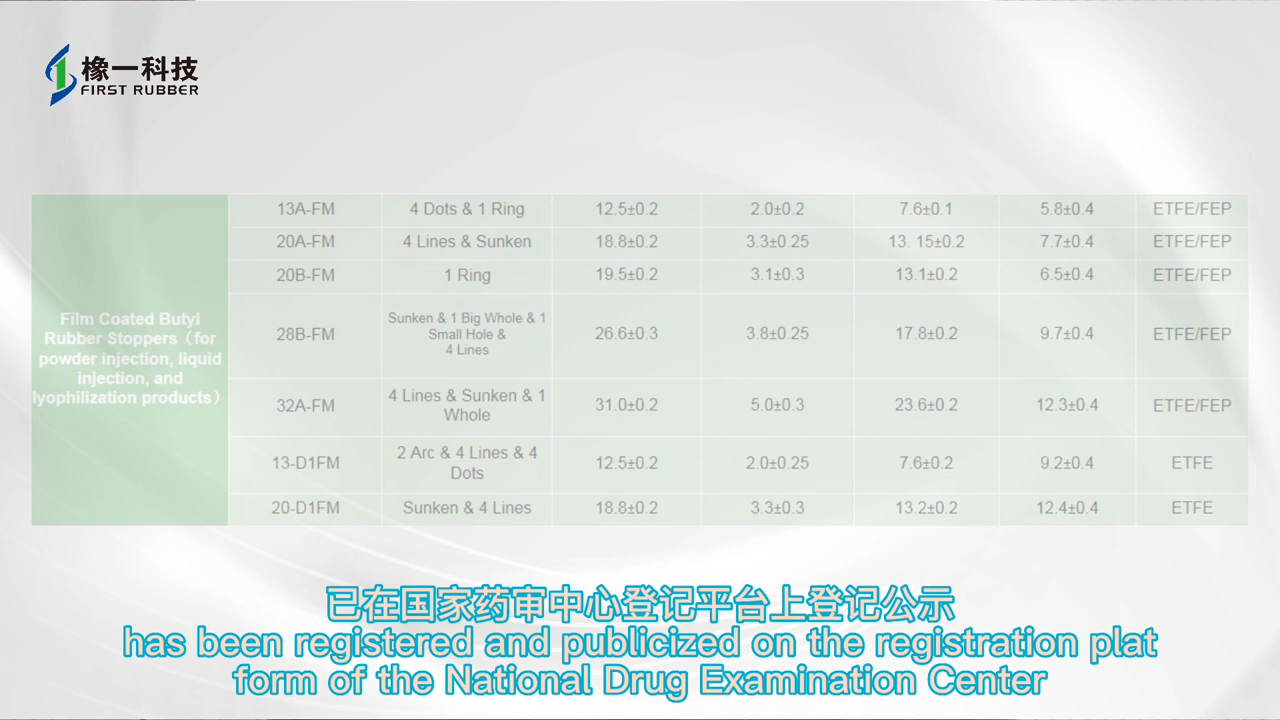 橡一科技
FIRST RUBBER
Film Coated Butyl
Rubber Stoppers（for
powder injection, liquid
injection, and
lyophilization products）
13A-FM 4 Dots & 1 Ring 12.5±0.2 2.0±0.2 7.6±0.1 5.8±0.4 ETFE/FEP
20A-FM 4 Lines & Sunken 18.8±0.2 3.3±0.25 13. 15±0.2 7.7±0.4 ETFE/FEP
20B-FM 1 Ring 19.5±0.2 3.1±0.3 13.1±0.2 6.5±0.4 ETFE/FEP
28B-FM Sunken & 1 Big Whole & 1
Small Hole &
4 Lines 26.6±0.3 3.8±0.25 17.8±0.2 9.7±0.4 ETFE/FEP
32A-FM 4 Lines & Sunken & 1
Whole 31.0±0.2 5.0±0.3 23.6±0.2 12.3±0.4 ETFE/FEP
13-D1FM 2 Arc & 4 Lines & 4
Dots 12.5±0.2 2.0±0.25 7.6±0.2 9.2±0.4 ETFE
20-D1FM Sunken & 4 Lines 18.8±0.2 3.3±0.3 13.2±0.2 12.4±0.4 ETFE
已在国家药审中心登记平台上登记公示
has been registered and publicized on the registration plat
form of the National Drug Examination Center